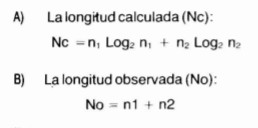 A) La longitud calculada (Nc):
Nc = n₁ Log₂ n₁ + n₂ Log₂ n₂
B) La longitud observada (No):
No = n1 + n2